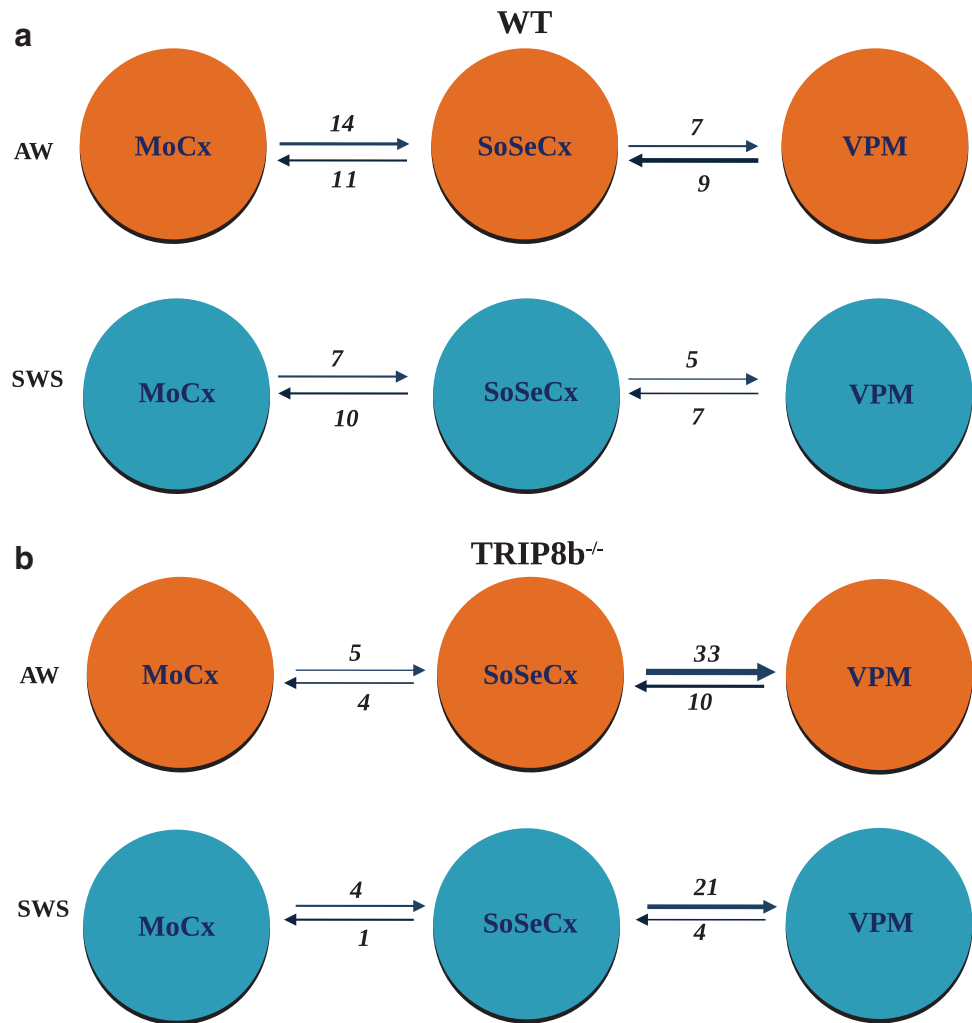 a
WT
AW
MoCx
14
11
SoSeCx
7
9
VPM
SWS
MoCx
7
10
SoSeCx
5
7
VPM
b
TRIP8b-/-
AW
MoCx
5
4
SoSeCx
33
10
VPM
SWS
MoCx
4
1
SoSeCx
21
4
VPM